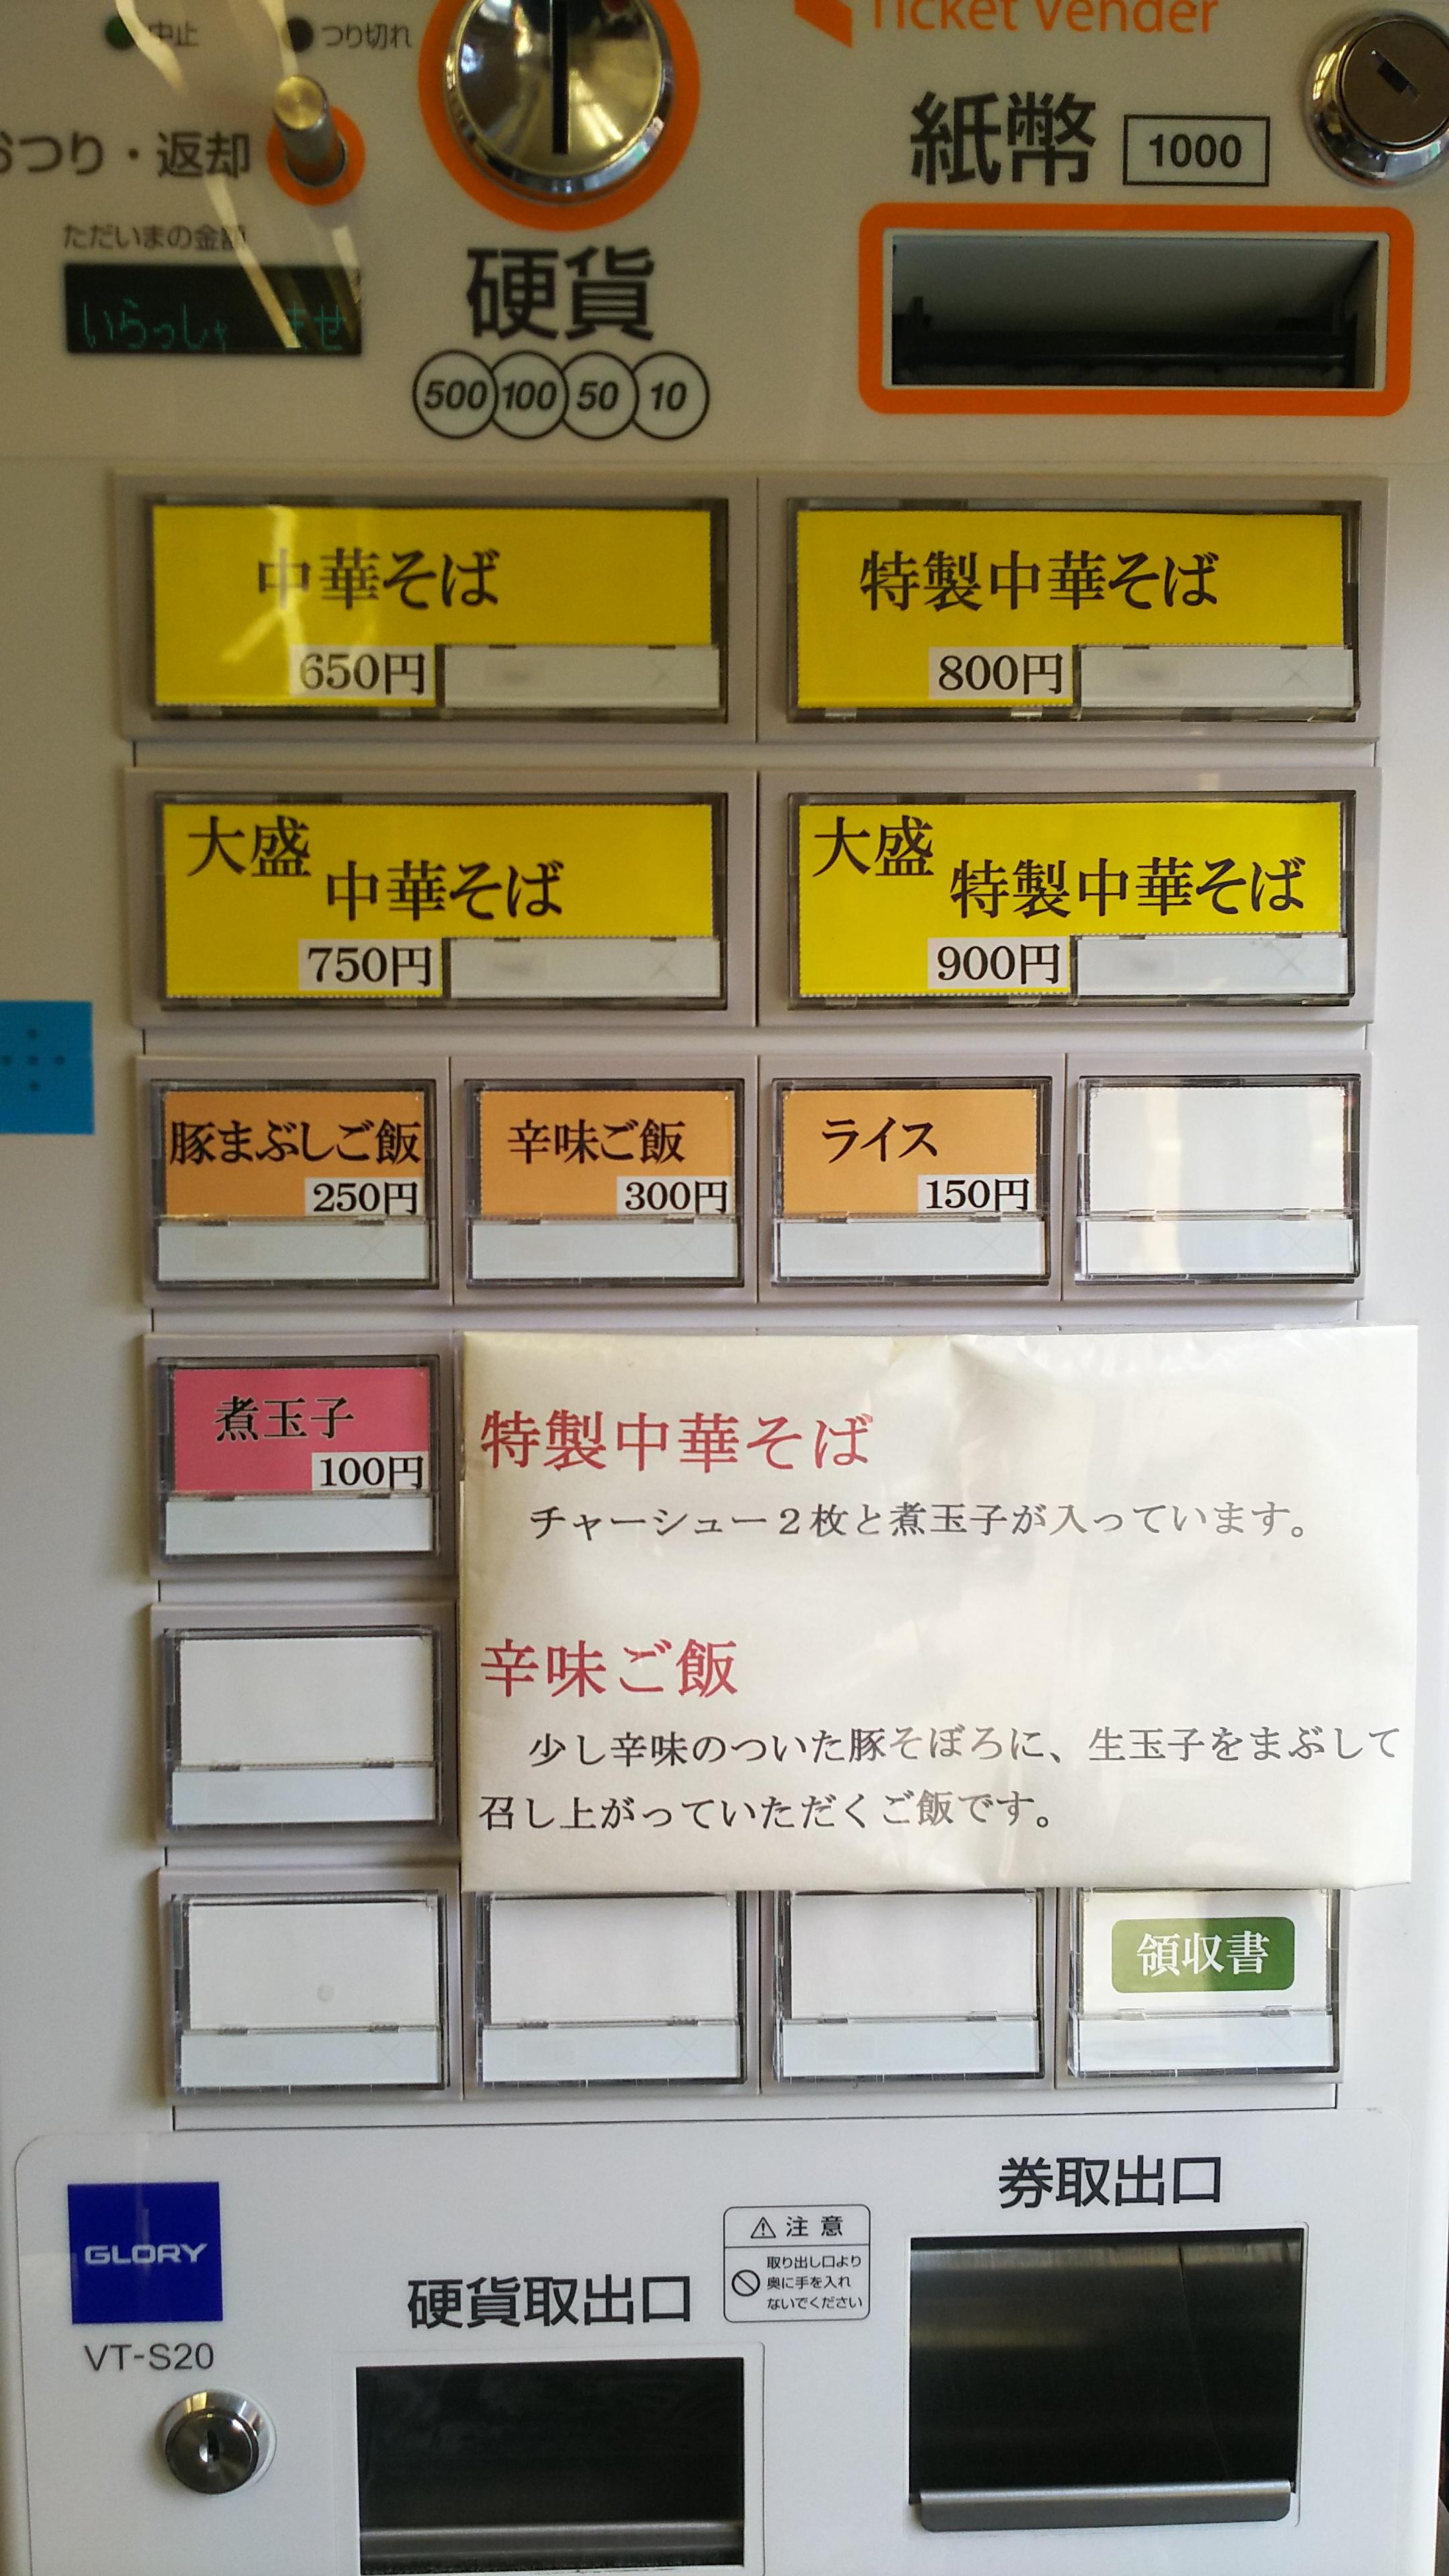 Ticket Vender
中止
つり切れ
おつり・返却
紙幣 1000
ただいまの金額
いらっしゃ ませ
硬貨
500 100 50 10
中華そば
650円
特製中華そば
800円
大盛
中華そば
750円
大盛
特製中華そば
900円
豚まぶしご飯
250円
辛味ご飯
300円
ライス
150円
煮玉子
100円
特製中華そば
チャーシュー2枚と煮玉子が入っています。
辛味ご飯
少し辛味のついた豚そぼろに、生玉子をまぶして
召し上がっていただくご飯です。
領収書
券取出口
GLORY
VT-S20
硬貨取出口
注意
取り出し口より
奥に手を入れ
ないでください